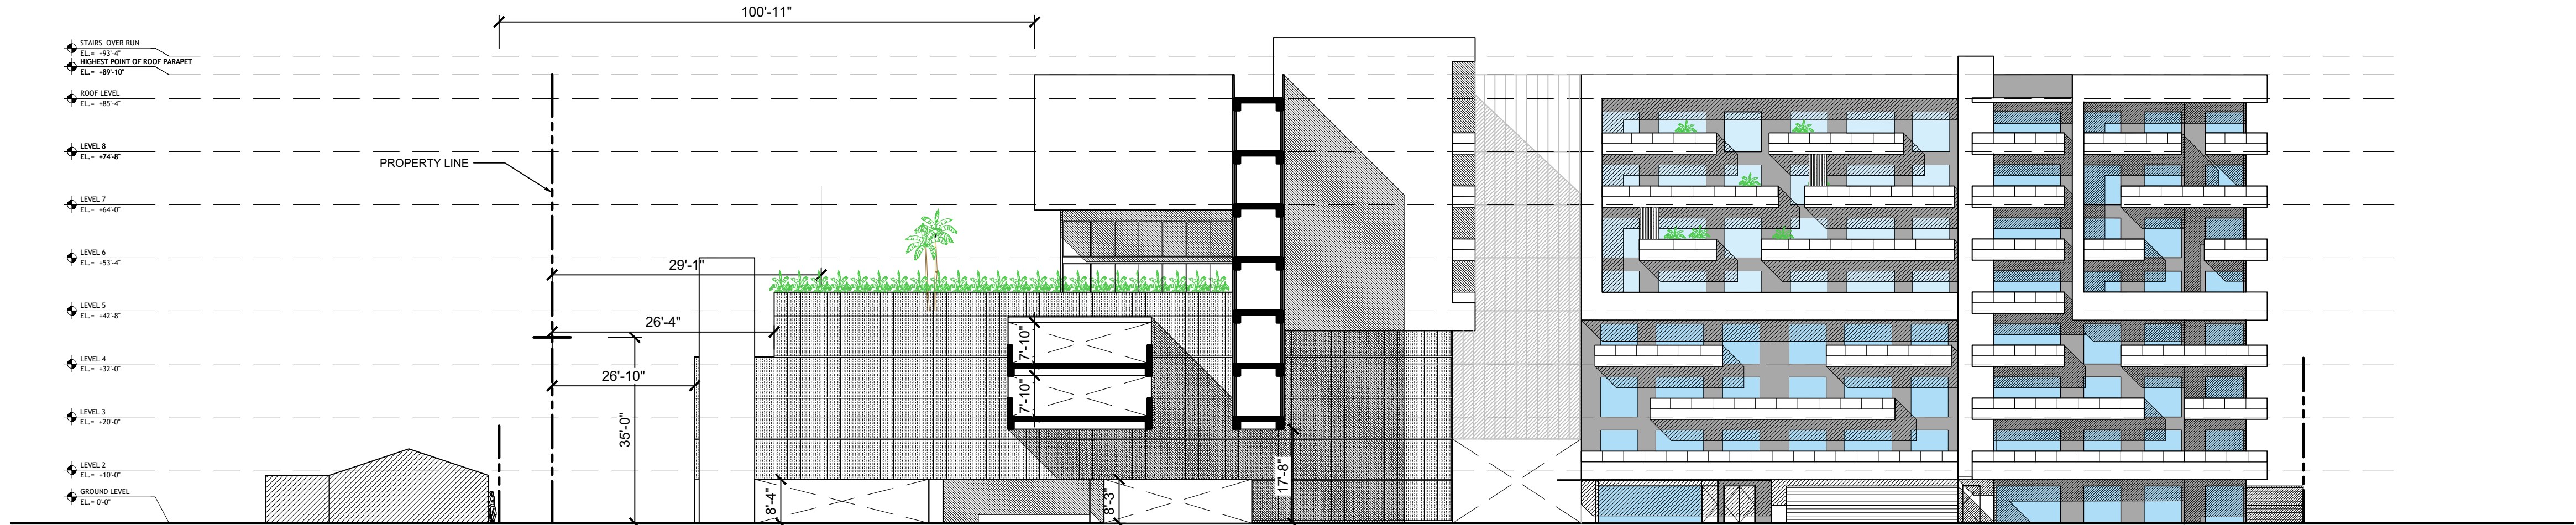 100'-11"
STAIRS OVER RUN
EL.= +93'-4"
HIGHEST POINT OF ROOF PARAPET
EL.= +89'-10"
ROOF LEVEL
EL.= +85'-4"
LEVEL 8
EL.= +74'-8"
PROPERTY LINE
LEVEL 7
EL.= +64'-0"
LEVEL 6
EL.= +53'-4"
29'-1"
LEVEL 5
EL.= +42'-8"
26'-4"
7'-10"
LEVEL 4
EL.= +32'-0"
26'-10"
7'-10"
LEVEL 3
EL.= +20'-0"
35'-0"
LEVEL 2
EL.= +10'-0"
17'-8"
GROUND LEVEL
EL.= 0'-0"
8'-4"
8'-3"